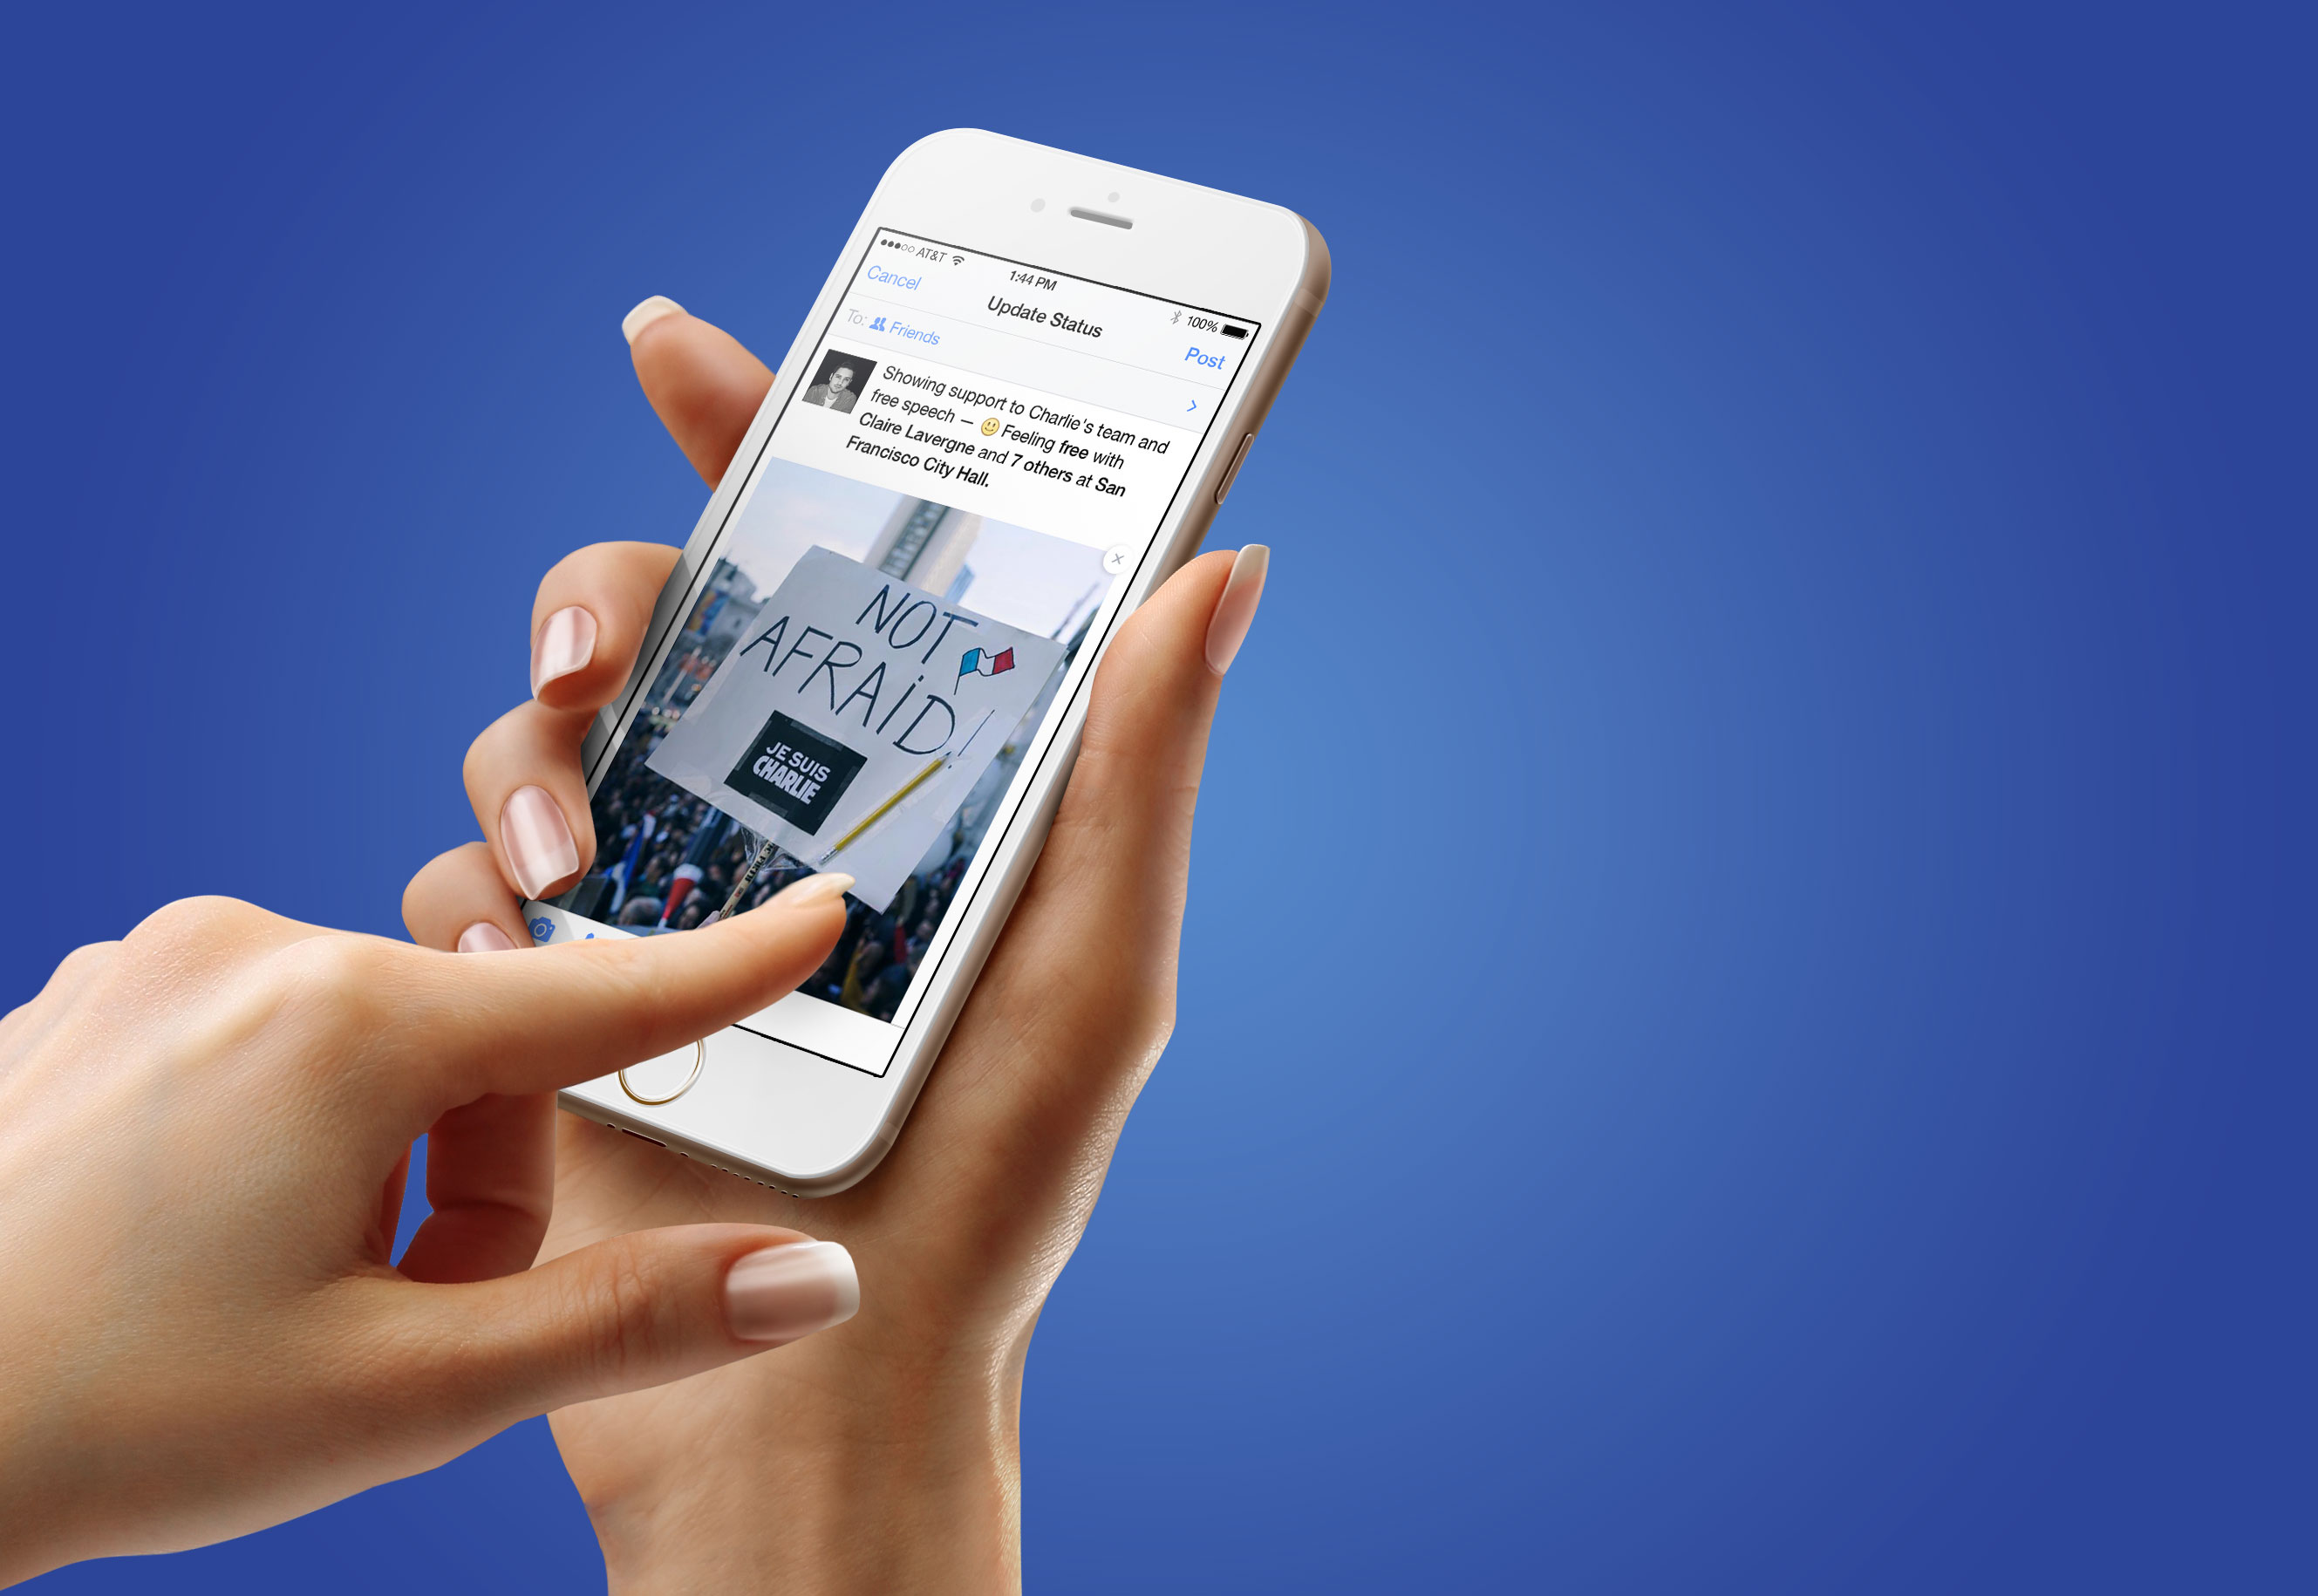 AT&T
1:44 PM
100%
Cancel
Update Status
Post
To: Friends
Showing support to Charlie's team and
free speech — 🙂 Feeling free with
Claire Lavergne and 7 others at San
Francisco City Hall.
NOT
AFRAiD!
JE SUIS
CHARLIE